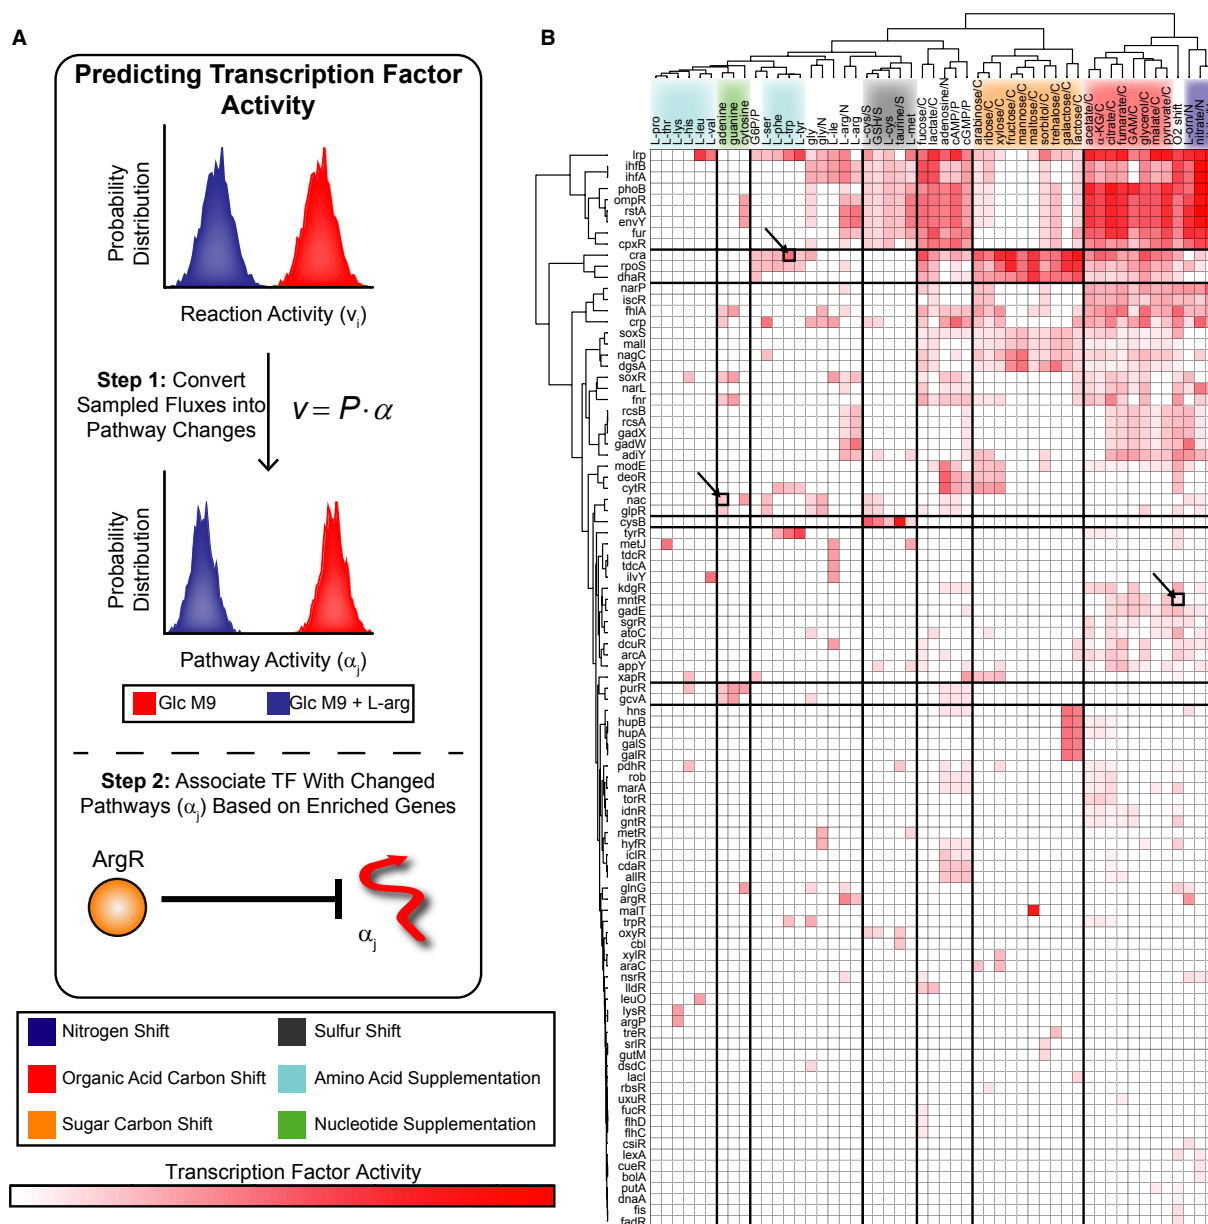 A
Predicting Transcription Factor
Activity
Probability
Distribution
Reaction Activity (vi)
Step 1: Convert
Sampled Fluxes into
Pathway Changes
v = P · α
Probability
Distribution
Pathway Activity (αj)
Glc M9
Glc M9 + L-arg
Step 2: Associate TF With Changed
Pathways (αj) Based on Enriched Genes
ArgR
αj
Nitrogen Shift
Sulfur Shift
Organic Acid Carbon Shift
Amino Acid Supplementation
Sugar Carbon Shift
Nucleotide Supplementation
Transcription Factor Activity
B
L-pro
L-thr
L-lys
L-his
L-leu
L-val
adenine
guanine
cytosine
G6P/P
L-ser
L-phe
L-trp
L-tyr
gly
gly/N
L-ile
L-arg/N
L-arg
L-cys/S
GSH/S
L-cys
taurine/S
L-met
fucose/C
lactate/C
adenosine/N
cAMP/P
cGMP/P
arabinose/C
ribose/C
xylose/C
fructose/C
mannose/C
maltose/C
sorbitol/C
trehalose/C
galactose/C
lactose/C
acetate/C
α-KG/C
citrate/C
fumarate/C
GAM/C
glycerol/C
malate/C
pyruvate/C
O2 shift
L-orn/N
nitrate/N
lrp
ihfB
ihfA
phoB
ompR
rstA
envY
fur
cpxR
cra
rpoS
dhaR
narP
iscR
fhlA
crp
soxS
malI
nagC
dgsA
soxR
narL
fnr
rcsB
rcsA
gadX
gadW
adiY
modE
deoR
cytR
nac
glpR
cysB
tyrR
metJ
tdcR
tdcA
ilvY
kdgR
mntR
gadE
sgrR
atoC
dcuR
arcA
appY
xapR
purR
gcvA
hns
hupB
hupA
galS
galR
pdhR
rob
marA
torR
idnR
gntR
metR
hyfR
iclR
cdaR
allR
glnG
argR
malT
trpR
oxyR
cbl
xylR
araC
nsrR
lldR
leuO
lysR
argP
treR
srlR
gutM
dsdC
lacI
rbsR
uxuR
fucR
flhD
flhC
csiR
lexA
cueR
bolA
putA
dnaA
fis
fadR